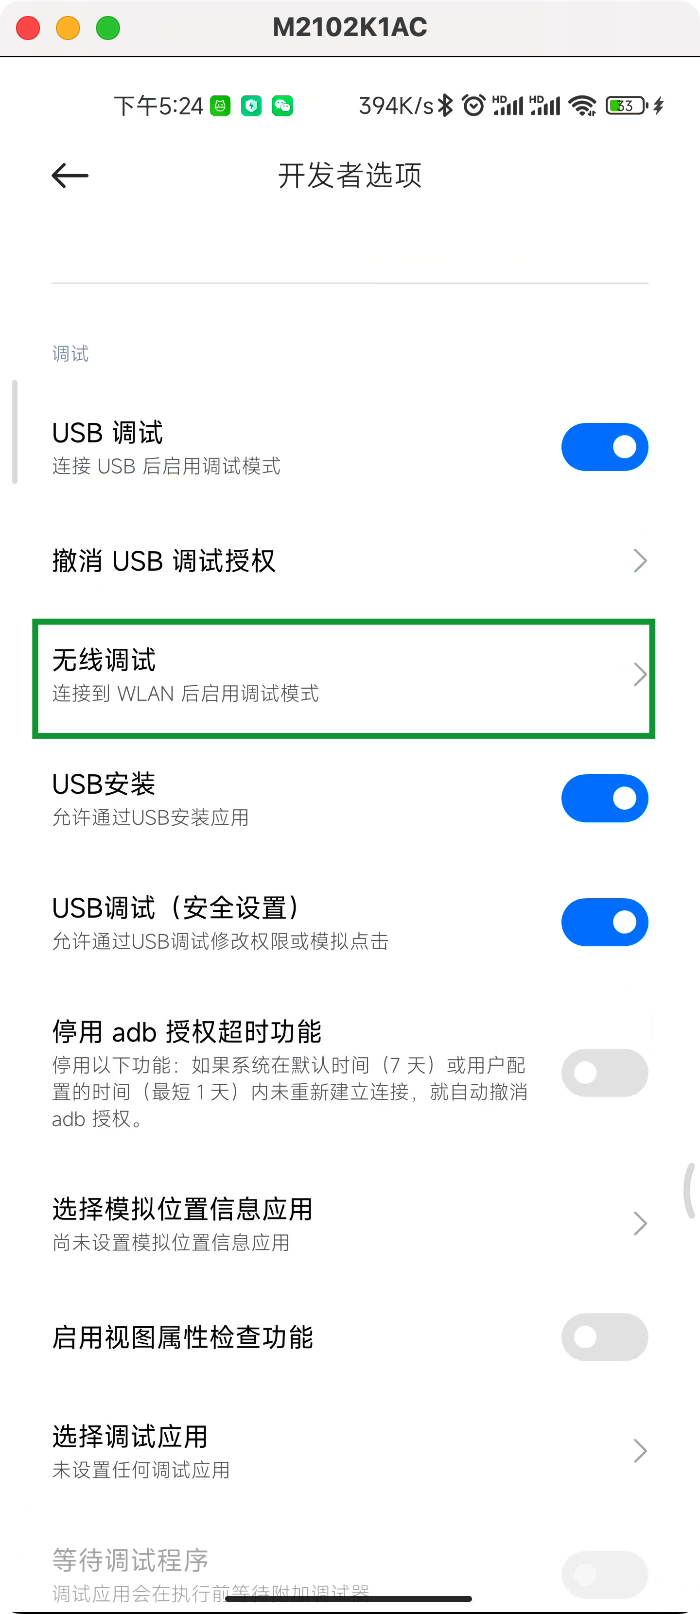 M2102K1AC
下午5:24
394K/s HD HD 33
开发者选项
调试
USB 调试
连接 USB 后启用调试模式
撤消 USB 调试授权
无线调试
连接到 WLAN 后启用调试模式
USB安装
允许通过USB安装应用
USB调试（安全设置）
允许通过USB调试修改权限或模拟点击
停用 adb 授权超时功能
停用以下功能：如果系统在默认时间（7 天）或用户配
置的时间（最短 1 天）内未重新建立连接，就自动撤消
adb 授权。
选择模拟位置信息应用
尚未设置模拟位置信息应用
启用视图属性检查功能
选择调试应用
未设置任何调试应用
等待调试程序
调试应用会在执行前等待附加调试器